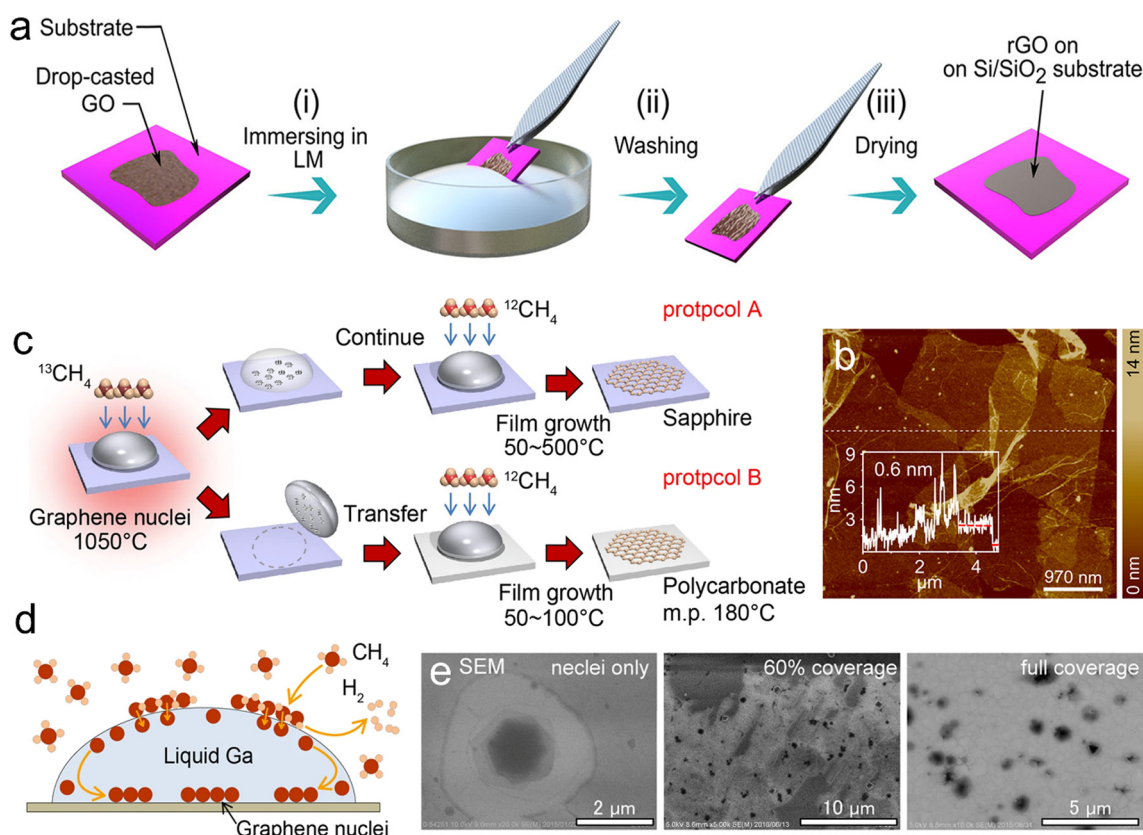 a
Substrate
Drop-casted
GO
(i)
Immersing in
LM
(ii)
Washing
(iii)
Drying
rGO on
on Si/SiO₂ substrate
c
¹³CH₄
Graphene nuclei
1050°C
Continue
¹²CH₄
protpcol A
Film growth
50~500°C
Sapphire
Transfer
¹²CH₄
protpcol B
Film growth
50~100°C
Polycarbonate
m.p. 180°C
b
14 nm
0 nm
9
6
3
nm
0.6 nm
0 2 4
μm
970 nm
d
CH₄
H₂
Liquid Ga
Graphene nuclei
e
SEM
neclei only
2 μm
60% coverage
10 μm
full coverage
5 μm